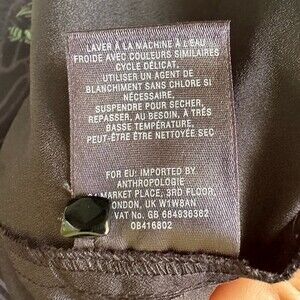 LAVER À LA MACHINE À L'EAU
FROIDE AVEC COULEURS SIMILAIRES
CYCLE DÉLICAT.
UTILISER UN AGENT DE
BLANCHIMENT SANS CHLORE SI
NÉCESSAIRE,
SUSPENDRE POUR SÉCHER,
REPASSER, AU BESOIN, À TRÈS
BASSE TEMPÉRATURE,
PEUT-ÊTRE ÊTRE NETTOYÉE SEC
FOR EU: IMPORTED BY
ANTHROPOLOGIE
MARKET PLACE, 3RD FLOOR,
LONDON, UK W1W8AN
VAT No. GB 684936362
OB416802